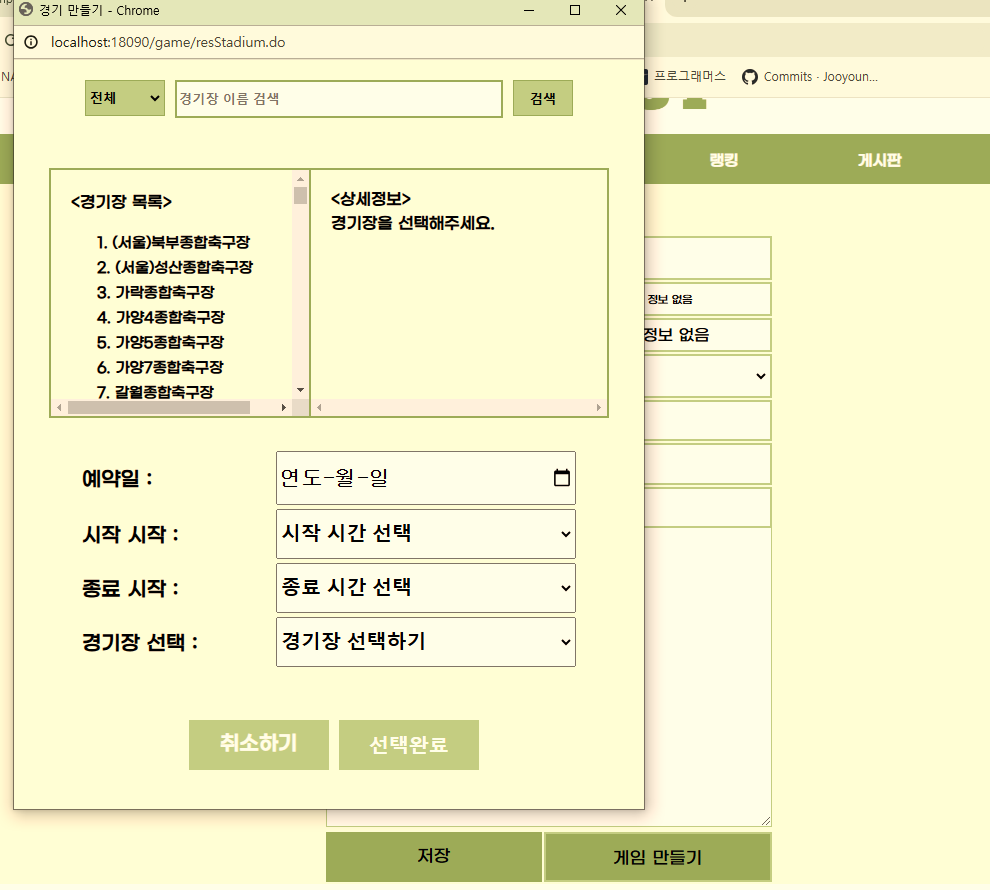 경기 만들기 - Chrome
localhost:18090/game/resStadium.do
프로그래머스
Commits · Jooyoun...
전체
경기장 이름 검색
검색
랭킹
게시판
<경기장 목록>
1. (서울)북부종합축구장
2. (서울)성산종합축구장
3. 가락종합축구장
4. 가양4종합축구장
5. 가양5종합축구장
6. 가양7종합축구장
7. 갈월종합축구장
<상세정보>
경기장을 선택해주세요.
정보 없음
정보 없음
예약일 :
연도-월-일
시작 시작 :
시작 시간 선택
종료 시작 :
종료 시간 선택
경기장 선택 :
경기장 선택하기
취소하기
선택완료
저장
게임 만들기